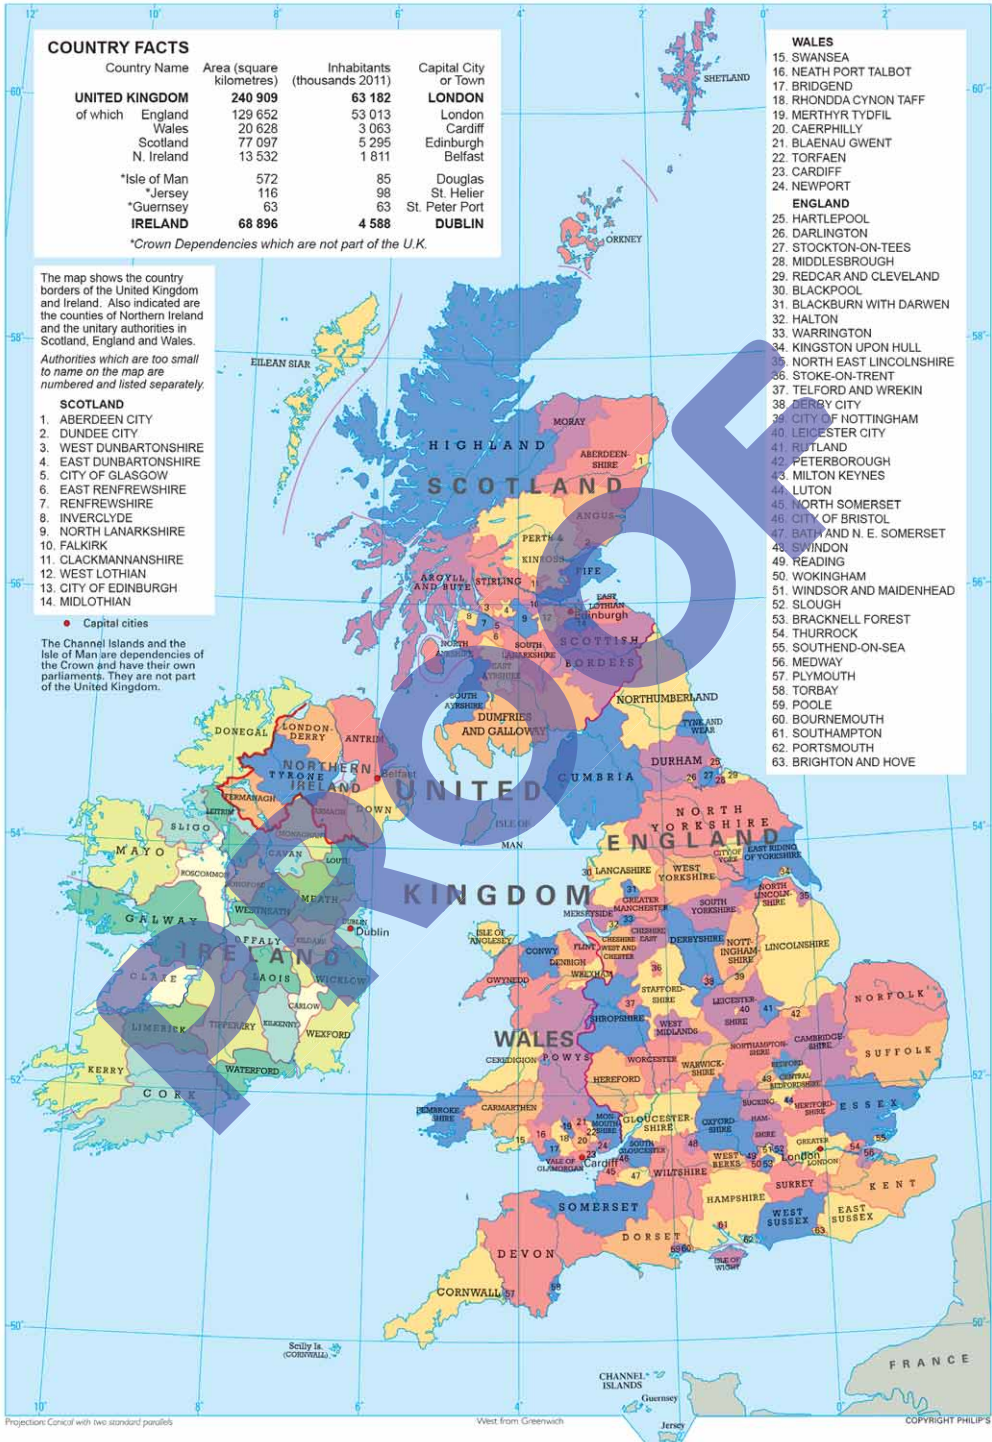 COUNTRY FACTS
Country Name Area (square kilometres) Inhabitants (thousands 2011) Capital City or Town
UNITED KINGDOM 240 909 63 182 LONDON
of which England 129 652 53 013 London
Wales 20 628 3 063 Cardiff
Scotland 77 097 5 295 Edinburgh
N. Ireland 13 532 1 811 Belfast
*Isle of Man 572 85 Douglas
*Jersey 116 98 St. Helier
*Guernsey 63 63 St. Peter Port
IRELAND 68 896 4 588 DUBLIN
*Crown Dependencies which are not part of the U.K.
The map shows the country
borders of the United Kingdom
and Ireland. Also indicated are
the counties of Northern Ireland
and the unitary authorities in
Scotland, England and Wales.
Authorities which are too small
to name on the map are
numbered and listed separately.
SCOTLAND
1. ABERDEEN CITY
2. DUNDEE CITY
3. WEST DUNBARTONSHIRE
4. EAST DUNBARTONSHIRE
5. CITY OF GLASGOW
6. EAST RENFREWSHIRE
7. RENFREWSHIRE
8. INVERCLYDE
9. NORTH LANARKSHIRE
10. FALKIRK
11. CLACKMANNANSHIRE
12. WEST LOTHIAN
13. CITY OF EDINBURGH
14. MIDLOTHIAN
Capital cities
The Channel Islands and the
Isle of Man are dependencies of
the Crown and have their own
parliaments. They are not part
of the United Kingdom.
WALES
15. SWANSEA
16. NEATH PORT TALBOT
17. BRIDGEND
18. RHONDDA CYNON TAFF
19. MERTHYR TYDFIL
20. CAERPHILLY
21. BLAENAU GWENT
22. TORFAEN
23. CARDIFF
24. NEWPORT
ENGLAND
25. HARTLEPOOL
26. DARLINGTON
27. STOCKTON-ON-TEES
28. MIDDLESBROUGH
29. REDCAR AND CLEVELAND
30. BLACKPOOL
31. BLACKBURN WITH DARWEN
32. HALTON
33. WARRINGTON
34. KINGSTON UPON HULL
35. NORTH EAST LINCOLNSHIRE
36. STOKE-ON-TRENT
37. TELFORD AND WREKIN
38 DERBY CITY
39. CITY OF NOTTINGHAM
40. LEICESTER CITY
41. RUTLAND
42. PETERBOROUGH
43. MILTON KEYNES
44. LUTON
45. NORTH SOMERSET
46. CITY OF BRISTOL
47. BATH AND N. E. SOMERSET
48. SWINDON
49. READING
50. WOKINGHAM
51. WINDSOR AND MAIDENHEAD
52. SLOUGH
53. BRACKNELL FOREST
54. THURROCK
55. SOUTHEND-ON-SEA
56. MEDWAY
57. PLYMOUTH
58. TORBAY
59. POOLE
60. BOURNEMOUTH
61. SOUTHAMPTON
62. PORTSMOUTH
63. BRIGHTON AND HOVE
SHETLAND
ORKNEY
EILEAN SIAR
HIGHLAND
MORAY
ABERDEEN-
SHIRE
SCOTLAND
ANGUS
PERTH &
KINROSS
FIFE
ARGYLL
AND BUTE
STIRLING
EAST
LOTHIAN
Edinburgh
SCOTTISH
BORDERS
NORTH
AYRSHIRE
SOUTH
LANARKSHIRE
EAST
AYRSHIRE
SOUTH
AYRSHIRE
DUMFRIES
AND GALLOWAY
NORTHUMBERLAND
TYNE AND
WEAR
DURHAM
CUMBRIA
DONEGAL
LONDON-
DERRY
ANTRIM
NORTHERN
IRELAND
TYRONE
Belfast
FERMANAGH
ARMAGH
DOWN
UNITED
KINGDOM
ISLE OF
MAN
ENGLAND
NORTH
YORKSHIRE
CITY OF
YORK
EAST RIDING
OF YORKSHIRE
LANCASHIRE
WEST
YORKSHIRE
GREATER
MANCHESTER
MERSEYSIDE
SOUTH
YORKSHIRE
NORTH
LINCOLN-
SHIRE
LEITRIM
SLIGO
MAYO
ROSCOMMON
MONAGHAN
CAVAN
LOUTH
LONGFORD
MEATH
WESTMEATH
GALWAY
DUBLIN
Dublin
OFFALY
KILDARE
IRELAND
CLARE
LAOIS
WICKLOW
CARLOW
LIMERICK
TIPPERARY
KILKENNY
WEXFORD
KERRY
WATERFORD
CORK
ISLE OF
ANGLESEY
CONWY
FLINT
DENBIGH
WREXHAM
GWYNEDD
CHESHIRE
WEST AND
CHESTER
CHESHIRE
EAST
DERBYSHIRE
NOTT-
INGHAM-
SHIRE
LINCOLNSHIRE
STAFFORD-
SHIRE
SHROPSHIRE
LEICESTER-
SHIRE
WEST
MIDLANDS
NORFOLK
WALES
CEREDIGION
POWYS
WORCESTER
WARWICK-
SHIRE
NORTHAMPTON-
SHIRE
CAMBRIDGE-
SHIRE
SUFFOLK
BEDFORD
CENTRAL
BEDFORDSHIRE
HEREFORD
PEMBROKE-
SHIRE
CARMARTHEN
MON-
MOUTH-
SHIRE
GLOUCESTER-
SHIRE
OXFORD-
SHIRE
BUCKING-
HAM-
SHIRE
HERTFORD-
SHIRE
ESSEX
VALE OF
GLAMORGAN
Cardiff
SOUTH
GLOUCESTER
WILTSHIRE
WEST
BERKS
London
GREATER
LONDON
SURREY
KENT
SOMERSET
HAMPSHIRE
WEST
SUSSEX
EAST
SUSSEX
DEVON
DORSET
ISLE OF
WIGHT
CORNWALL
Scilly Is.
(CORNWALL)
CHANNEL
ISLANDS
Guernsey
Jersey
FRANCE
PROOF
Projection: Conical with two standard parallels
West from Greenwich
COPYRIGHT PHILIP'S